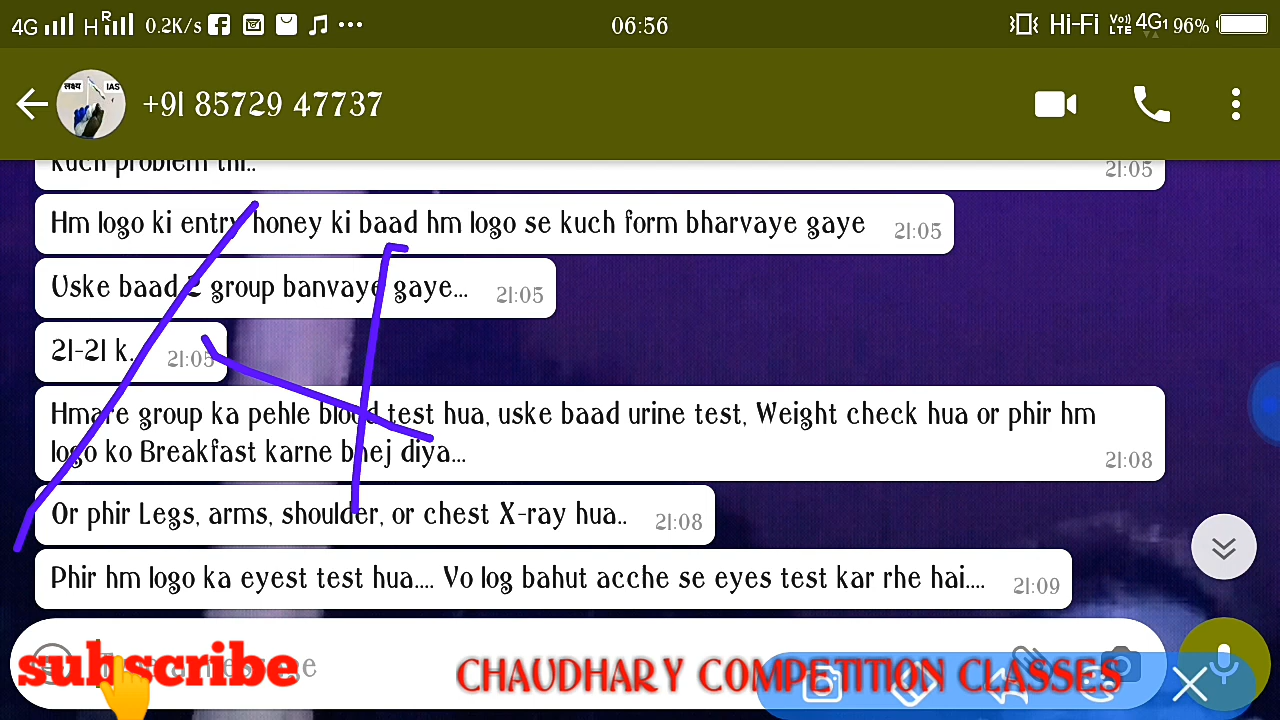 4G H R 0.2K/s 06:56 Hi-Fi Vo)) LTE 4G1 96%
लक्ष्य IAS
+91 85729 47737
kuch problem thi.. 21:05
Hm logo ki entry honey ki baad hm logo se kuch form bharvaye gaye 21:05
Uske baad 2 group banvaye gaye... 21:05
21-21 k.. 21:05
Hmare group ka pehle blood test hua, uske baad urine test, Weight check hua or phir hm
logo ko Breakfast karne bhej diya... 21:08
Or phir Legs, arms, shoulder, or chest X-ray hua.. 21:08
Phir hm logo ka eyest test hua.... Vo log bahut acche se eyes test kar rhe hai.... 21:09
subscribe
CHAUDHARY COMPETITION CLASSES